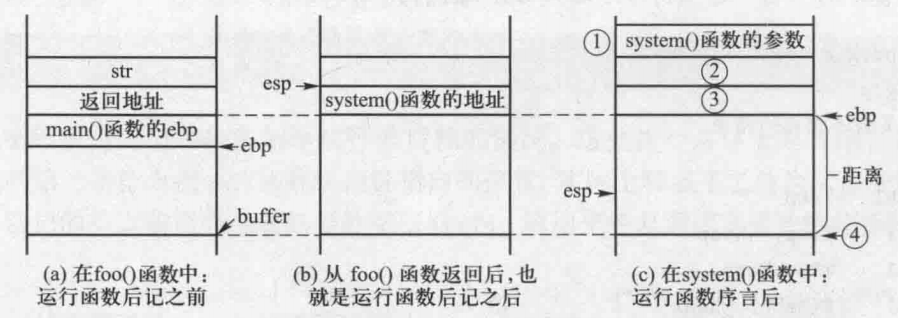 ①
system()函数的参数
str
②
esp
返回地址
system()函数的地址
③
main()函数的ebp
ebp
ebp
距离
esp
buffer
④
(a) 在foo()函数中：
运行函数后记之前
(b) 从 foo() 函数返回后，也
就是运行函数后记之后
(c) 在system()函数中：
运行函数序言后